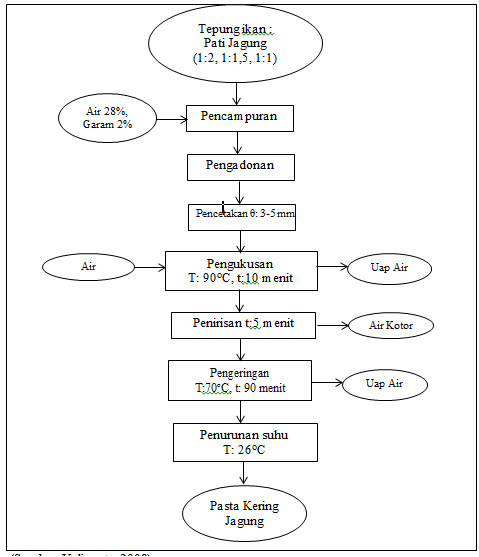 Tepung ikan :
Pati Jagung
(1:2, 1:1,5, 1:1)
Air 28%,
Garam 2%
Pencampuran
Pengadonan
Pencetakan θ: 3-5mm
Air
Pengukusan
T: 90°C, t:10 menit
Uap Air
Penirisan t:5 menit
Air Kotor
Pengeringan
T:70°C, t: 90 menit
Uap Air
Penurunan suhu
T: 26°C
Pasta Kering
Jagung